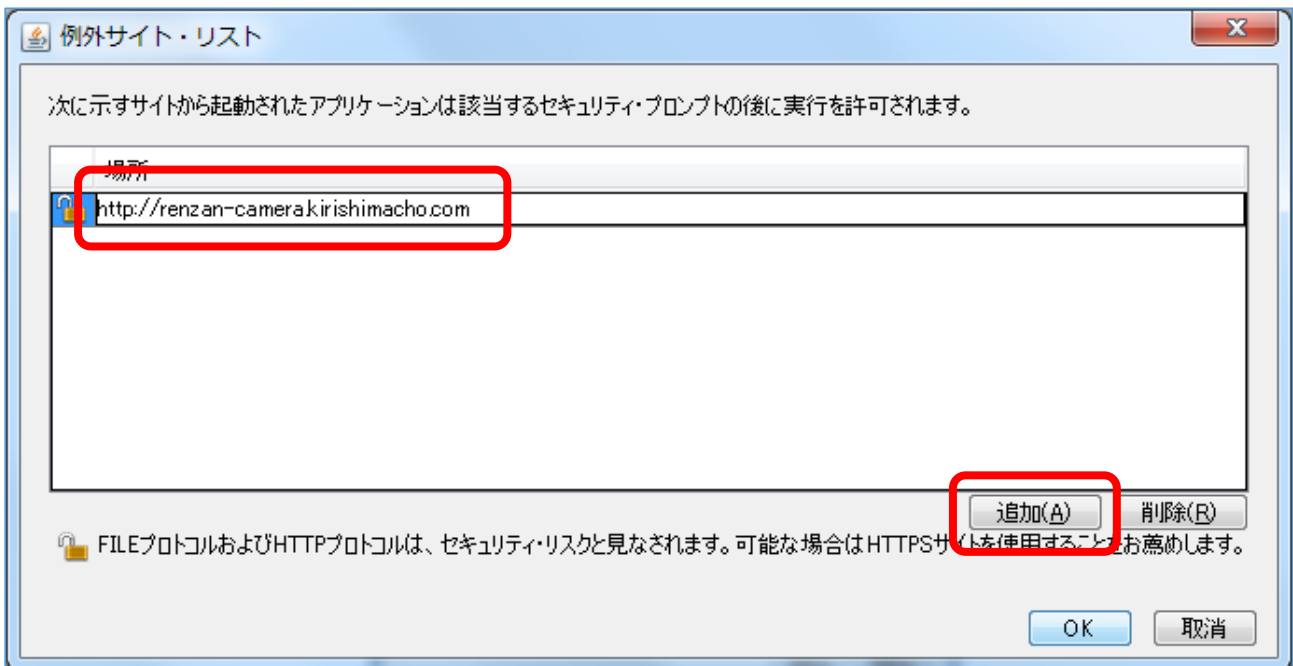 例外サイト・リスト
次に示すサイトから起動されたアプリケーションは該当するセキュリティ・プロンプトの後に実行を許可されます。
場所
http://renzan-camera.kirishimacho.com
追加(A) 削除(R)
FILEプロトコルおよびHTTPプロトコルは、セキュリティ・リスクと見なされます。可能な場合はHTTPSサイトを使用することをお薦めします。
OK 取消